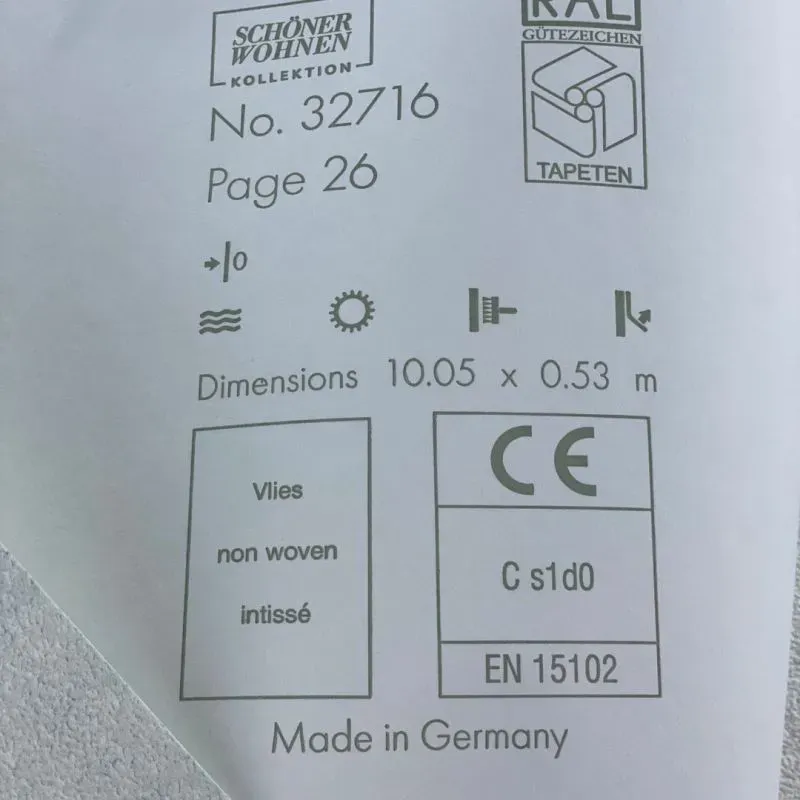 SCHÖNER
WOHNEN
KOLLEKTION
No. 32716
Page 26
RAL
GÜTEZEICHEN
TAPETEN
0
Dimensions 10.05 x 0.53 m
Vlies
non woven
intissé
CE
C s1d0
EN 15102
Made in Germany